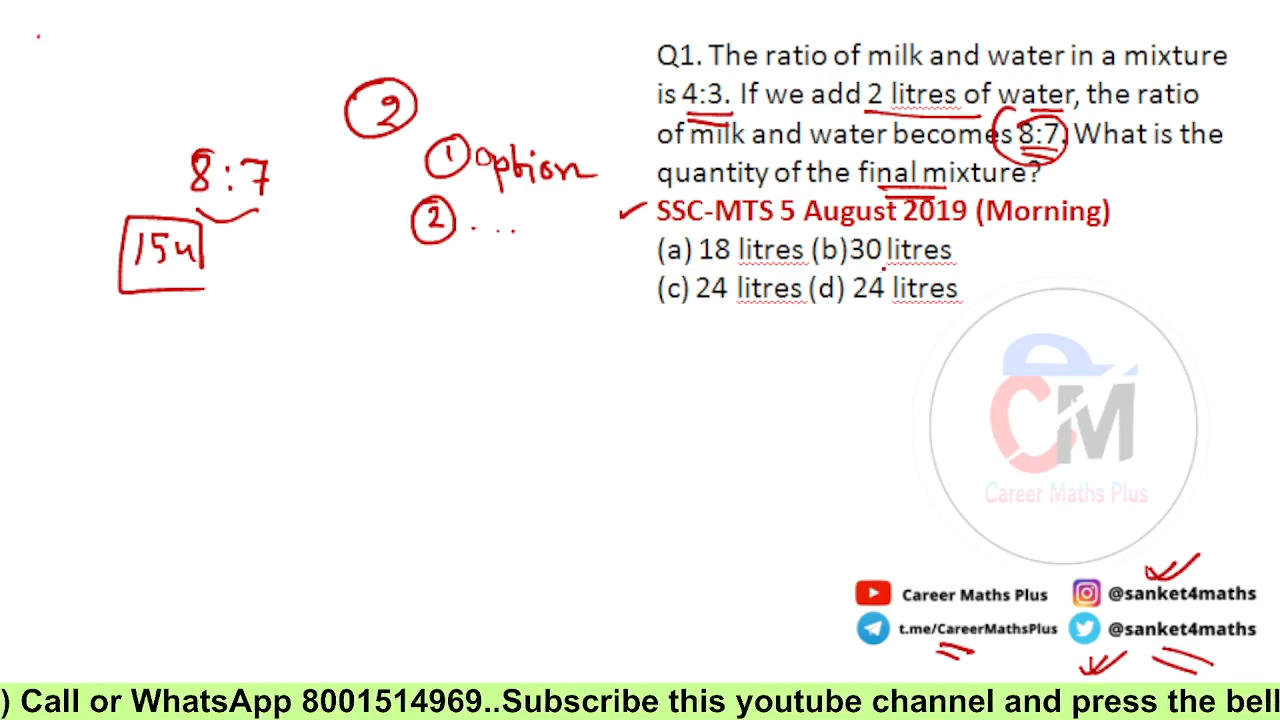 Q1. The ratio of milk and water in a mixture
is 4:3. If we add 2 litres of water, the ratio
of milk and water becomes 8:7. What is the
quantity of the final mixture?
SSC-MTS 5 August 2019 (Morning)
(a) 18 litres (b)30 litres
(c) 24 litres (d) 24 litres
2
1 Option
2 ...
8:7
15u
CM
Career Maths Plus
Career Maths Plus @sanket4maths
t.me/CareerMathsPlus @sanket4maths
) Call or WhatsApp 8001514969..Subscribe this youtube channel and press the bell